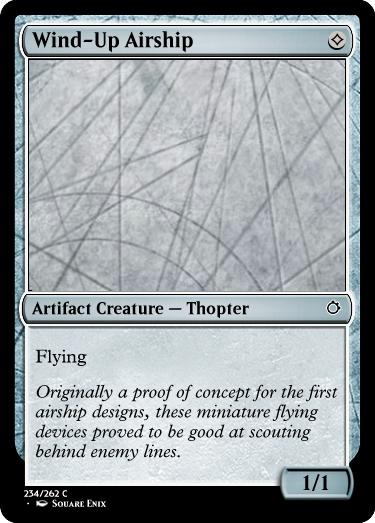 Wind-Up Airship
Artifact Creature — Thopter
Flying
Originally a proof of concept for the first
airship designs, these miniature flying
devices proved to be good at scouting
behind enemy lines.
1/1
234/262 C
· Square Enix